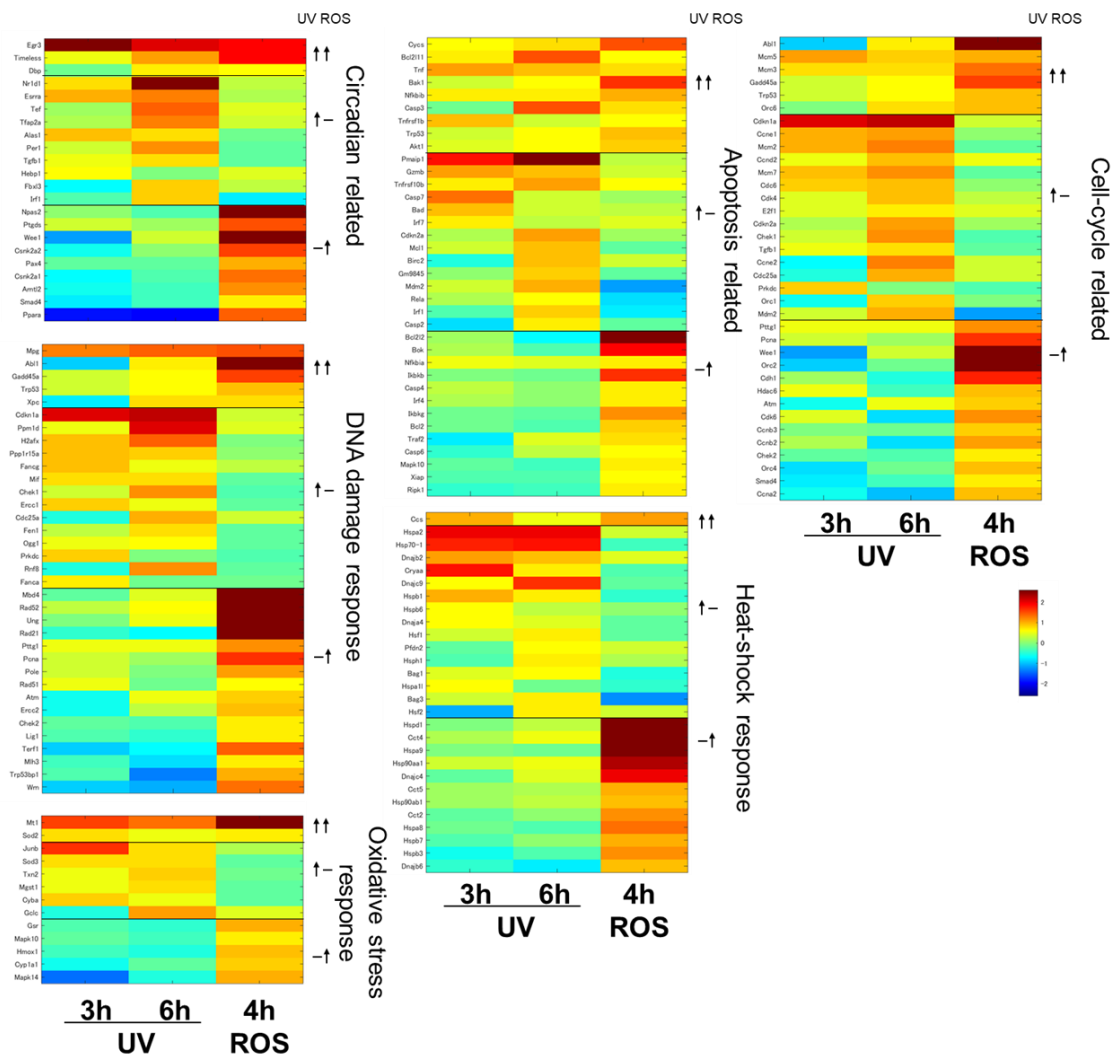 UV ROS
Egr3
Timeless
Dbp
Nr1d1
Esrra
Tef
Tfap2a
Alas1
Per1
Tgfb1
Hebp1
Fbxl3
Irf1
Npas2
Ptgds
Wee1
Csnk2a2
Pax4
Csnk2a1
Arntl2
Smad4
Ppara
↑↑
↑–
–↑
Circadian related
Mpg
Abl1
Gadd45a
Trp53
Xpc
Cdkn1a
Ppm1d
H2afx
Ppp1r15a
Fancg
Mif
Chek1
Ercc1
Cdc25a
Fen1
Ogg1
Prkdc
Rnf8
Fanca
Mbd4
Rad52
Ung
Rad21
Pttg1
Pcna
Pole
Rad51
Atm
Ercc2
Chek2
Lig1
Terf1
Mlh3
Trp53bp1
Wrn
↑↑
↑–
–↑
DNA damage response
Mt1
Sod2
Junb
Sod3
Txn2
Mgst1
Cyba
Gclc
Gsr
Mapk10
Hmox1
Cyp1a1
Mapk14
↑↑
↑–
–↑
Oxidative stress
response
3h 6h 4h
UV ROS
UV ROS
Cycs
Bcl2l11
Tnf
Bak1
Nfkbib
Casp3
Tnfrsf1b
Trp53
Akt1
Pmaip1
Gzmb
Tnfrsf10b
Casp7
Bad
Irf7
Cdkn2a
Mcl1
Birc2
Gm9845
Mdm2
Rela
Irf1
Casp2
Bcl2l2
Bok
Nfkbia
Ikbkb
Casp4
Irf4
Ikbkg
Bcl2
Traf2
Casp6
Mapk10
Xiap
Ripk1
↑↑
↑–
–↑
Apoptosis related
Ccs
Hspa2
Hsp70-1
Dnajb2
Cryaa
Dnajc9
Hspb1
Hspb6
Dnaja4
Hsf1
Pfdn2
Hsph1
Bag1
Hspa1l
Bag3
Hsf2
Hspd1
Cct4
Hspa9
Hsp90aa1
Dnajc4
Cct5
Hsp90ab1
Cct2
Hspa8
Hspb7
Hspb3
Dnajb6
↑↑
↑–
–↑
Heat-shock response
3h 6h 4h
UV ROS
UV ROS
Abl1
Mcm5
Mcm3
Gadd45a
Trp53
Orc6
Cdkn1a
Ccne1
Mcm2
Ccnd2
Mcm7
Cdc6
Cdk4
E2f1
Cdkn2a
Chek1
Tgfb1
Ccne2
Cdc25a
Prkdc
Orc1
Mdm2
Pttg1
Pcna
Wee1
Orc2
Cdh1
Hdac6
Atm
Cdk6
Ccnb3
Ccnb2
Chek2
Orc4
Smad4
Ccna2
↑↑
↑–
–↑
Cell-cycle related
3h 6h 4h
UV ROS
2
1
0
-1
-2